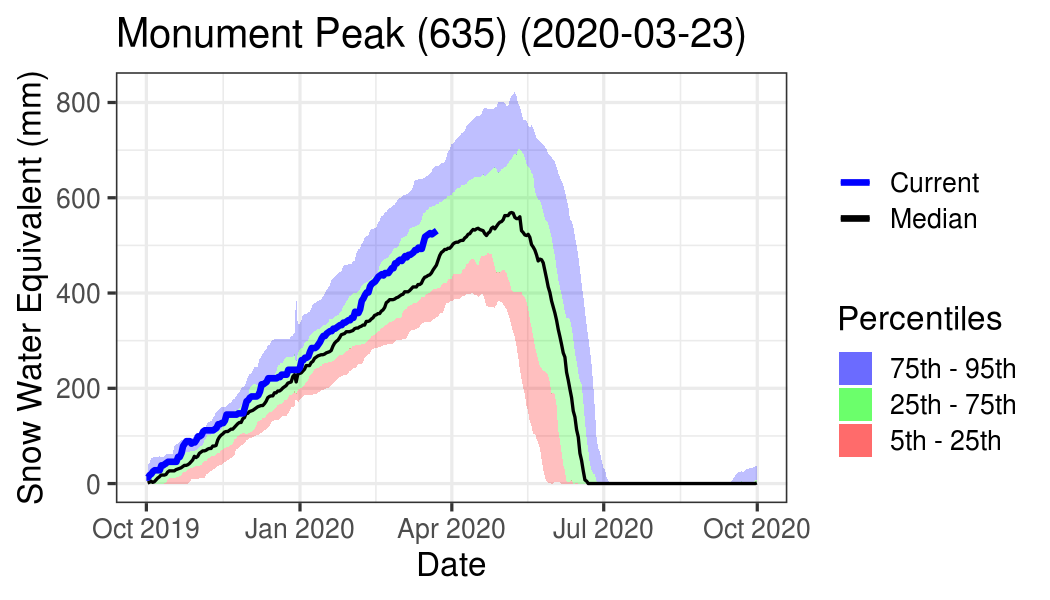 Monument Peak (635) (2020-03-23)
Snow Water Equivalent (mm)
800
600
400
200
0
Oct 2019
Jan 2020
Apr 2020
Jul 2020
Oct 2020
Date
Current
Median
Percentiles
75th - 95th
25th - 75th
5th - 25th